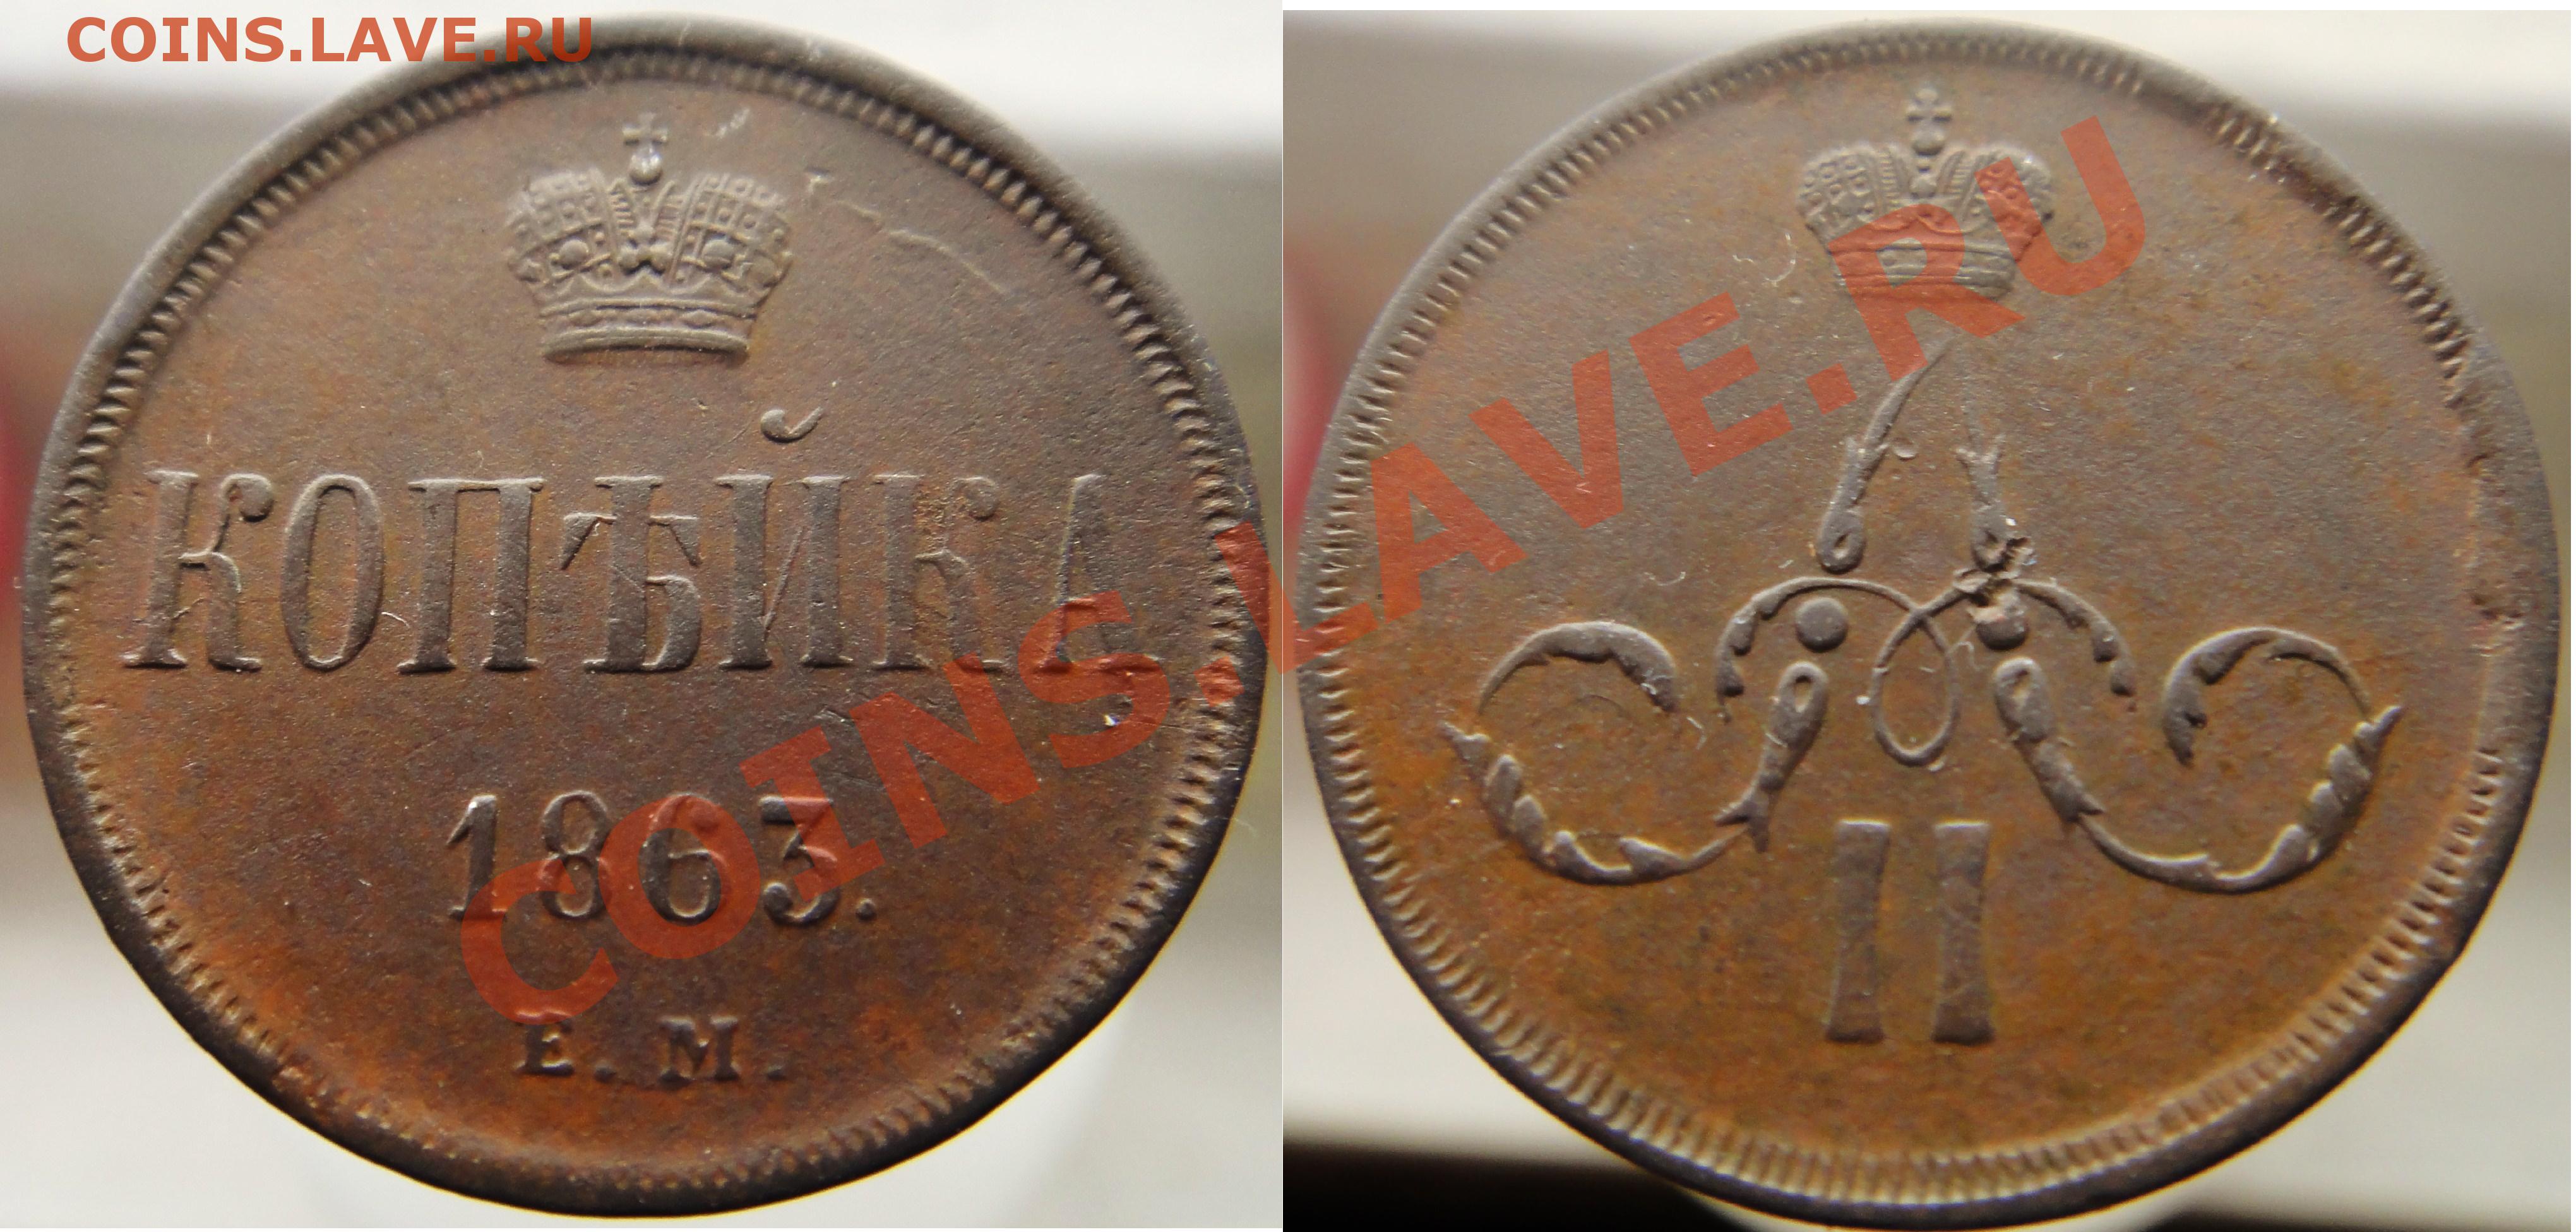 COINS.LAVE.RU
КОПѢЙКА
1863.
Е. М.
А
II
COINS.LAVE.RU